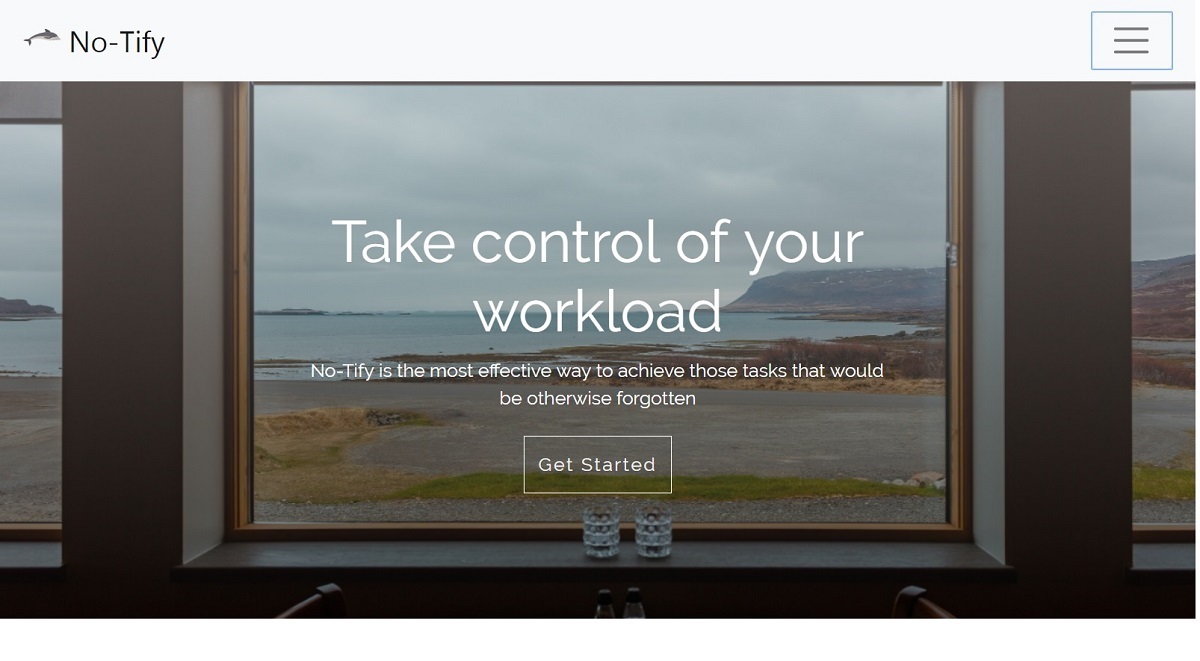 No-Tify
Take control of your
workload
No-Tify is the most effective way to achieve those tasks that would
be otherwise forgotten
Get Started